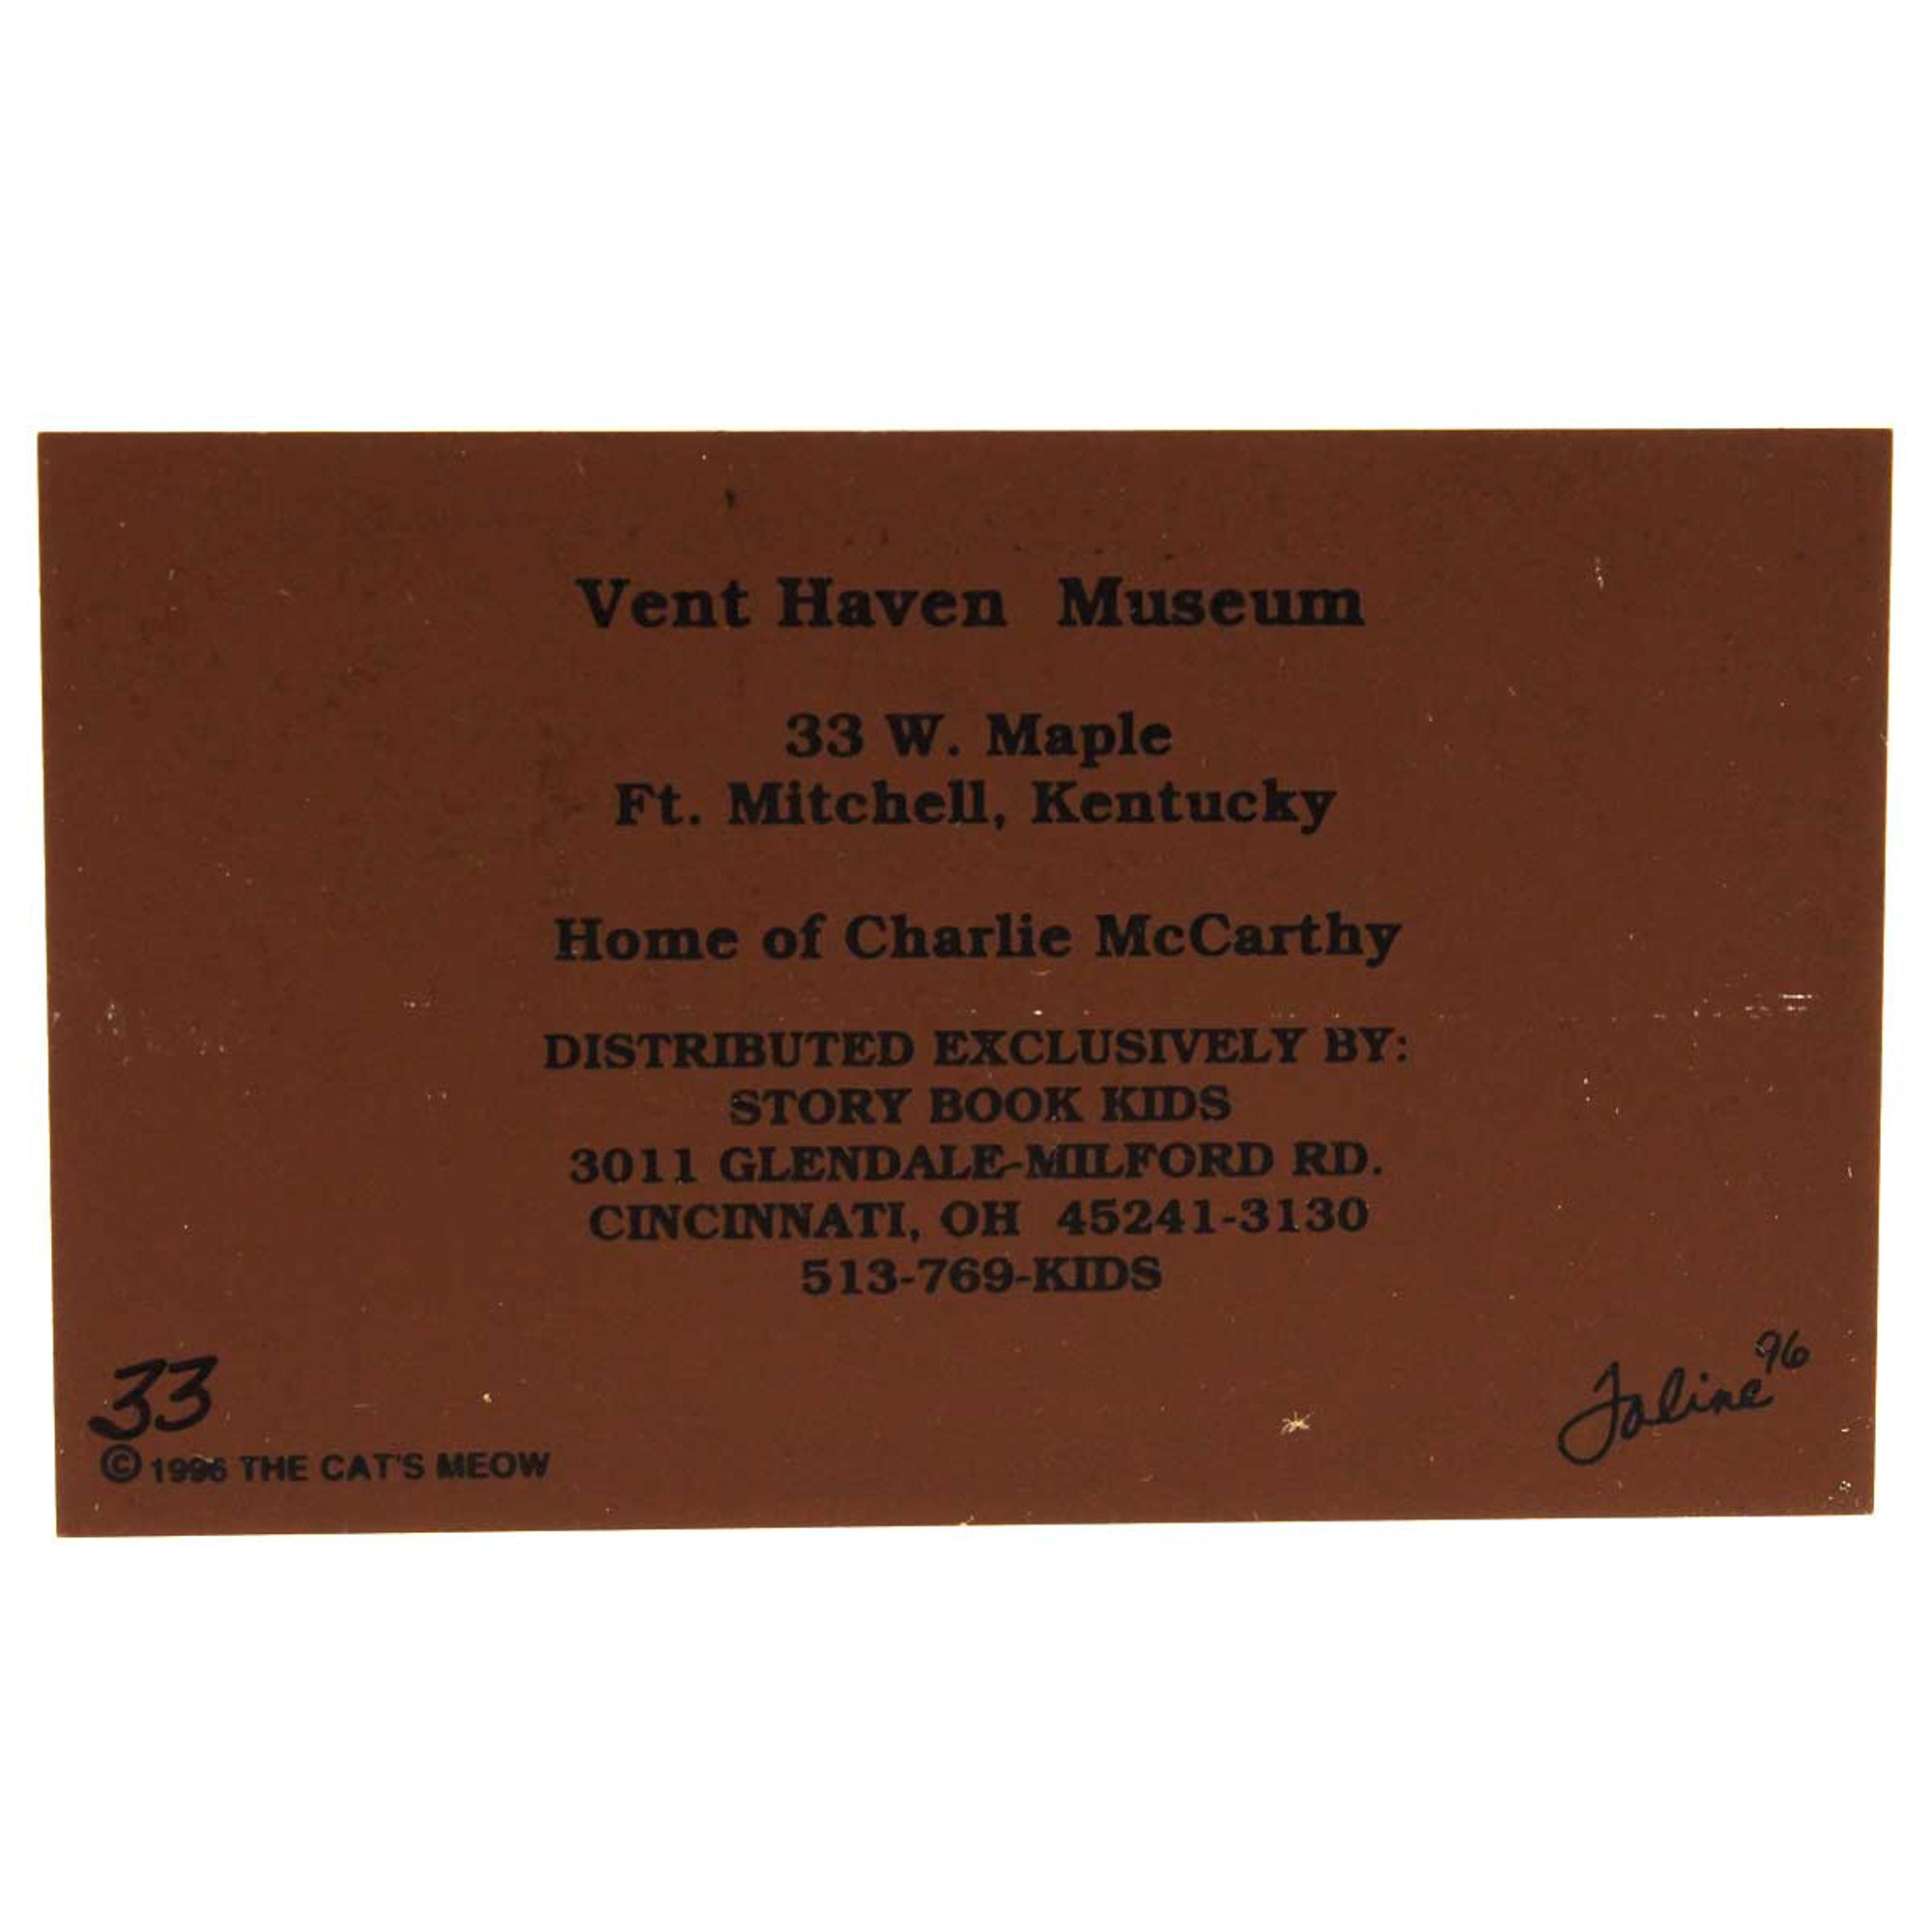 Vent Haven Museum
33 W. Maple
Ft. Mitchell, Kentucky
Home of Charlie McCarthy
DISTRIBUTED EXCLUSIVELY BY:
STORY BOOK KIDS
3011 GLENDALE-MILFORD RD.
CINCINNATI, OH 45241-3130
513-769-KIDS
33
Faline '96
© 1996 THE CAT'S MEOW